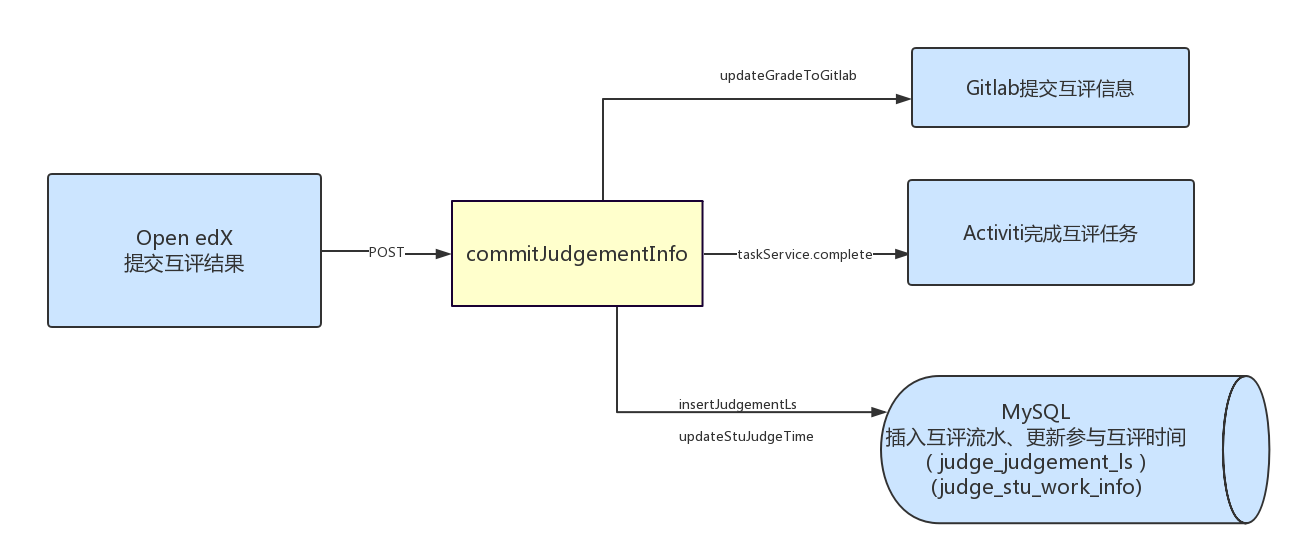 updateGradeToGitlab
Gitlab提交互评信息
Open edX
提交互评结果
POST
commitJudgementInfo
taskService.complete
Activiti完成互评任务
insertJudgementLs
updateStuJudgeTime
MySQL
插入互评流水、更新参与互评时间
( judge_judgement_ls )
(judge_stu_work_info)